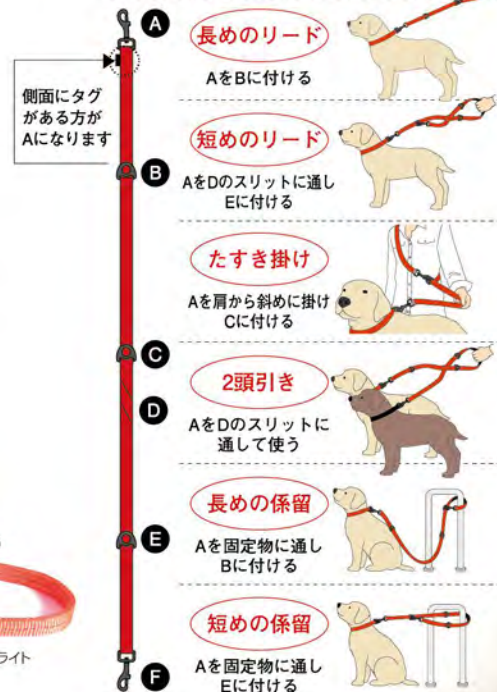 A
側面にタグ
がある方が
Aになります
B
C
D
E
F
長めのリード
AをBに付ける
短めのリード
AをDのスリットに通し
Eに付ける
たすき掛け
Aを肩から斜めに掛け
Cに付ける
2頭引き
AをDのスリットに
通して使う
長めの係留
Aを固定物に通し
Bに付ける
短めの係留
Aを固定物に通し
Eに付ける
ライト